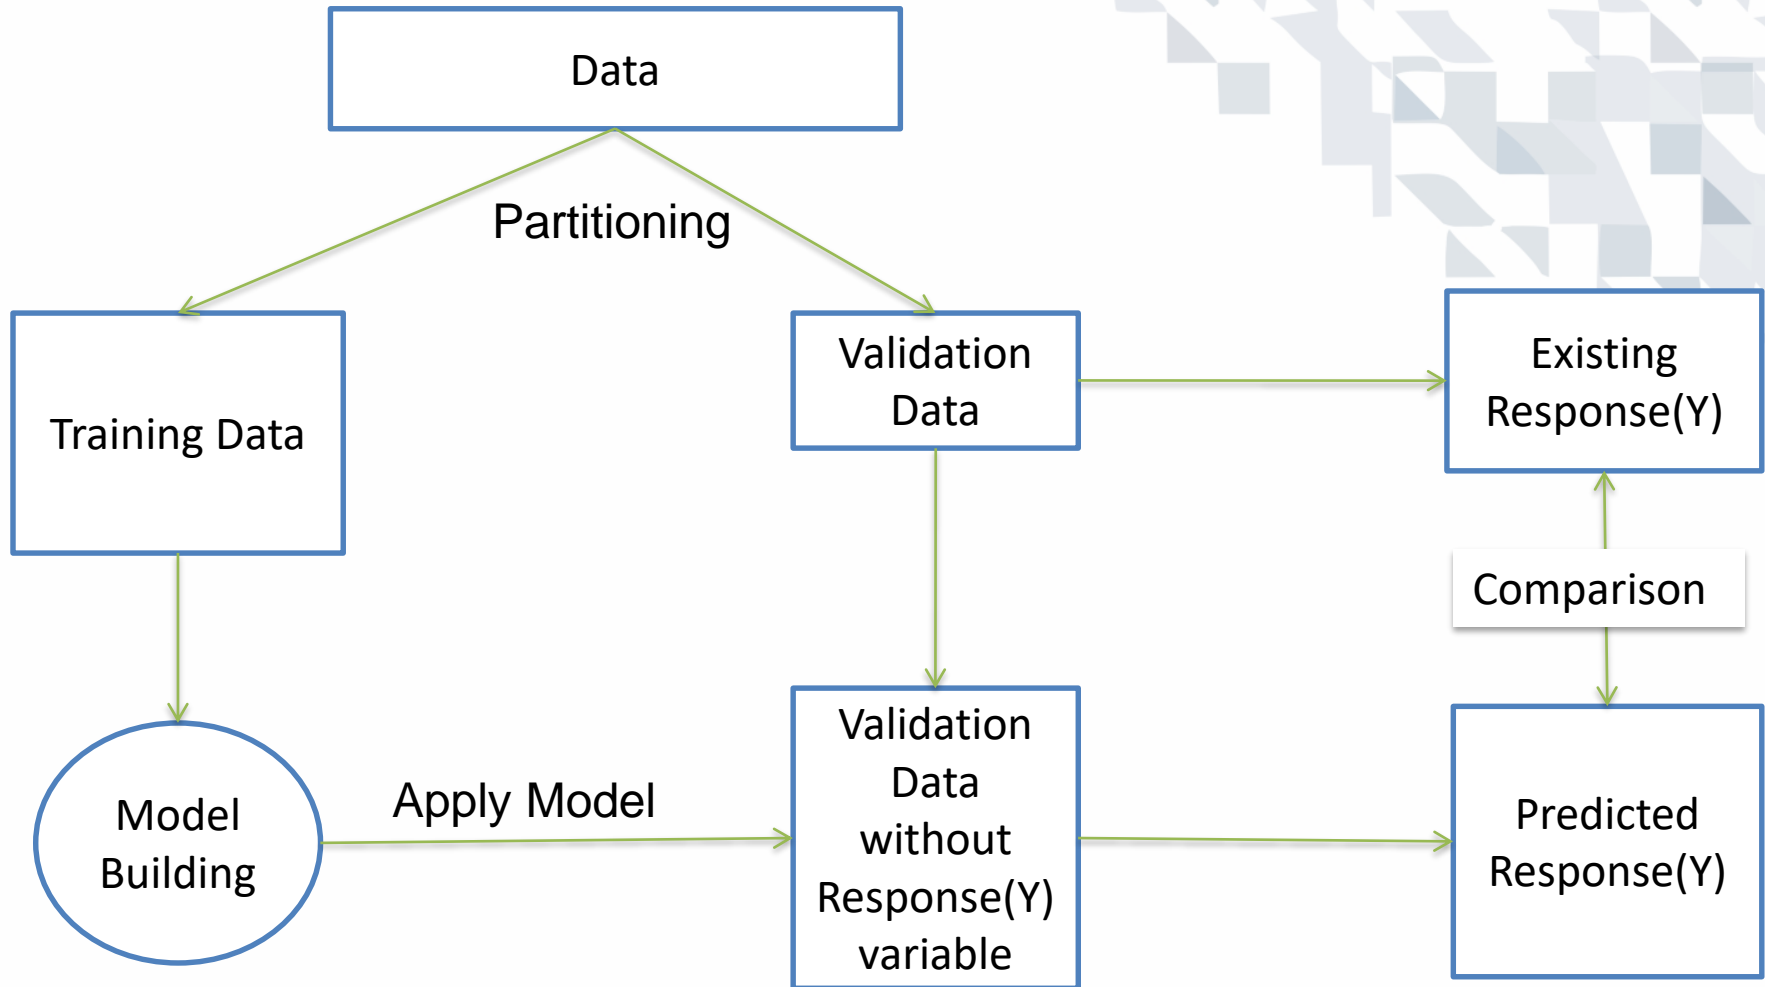 Data
Partitioning
Training Data
Validation
Data
Existing
Response(Y)
Comparison
Model
Building
Apply Model
Validation
Data
without
Response(Y)
variable
Predicted
Response(Y)